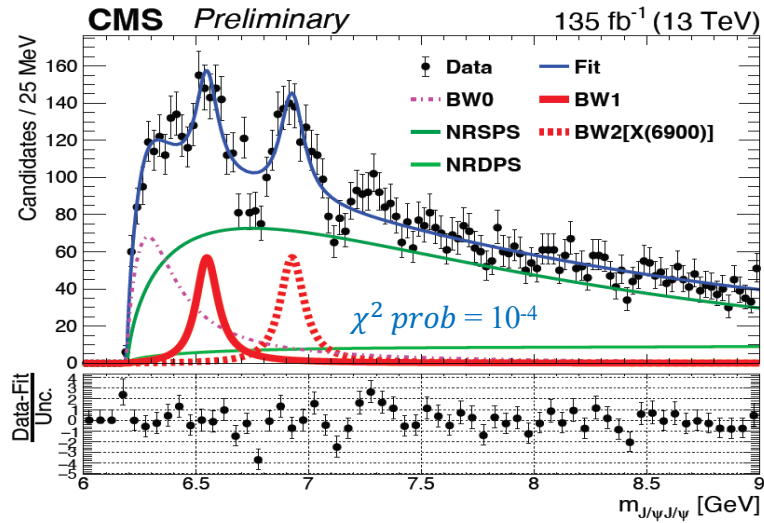 CMS Preliminary 135 fb⁻¹ (13 TeV)
Candidates / 25 MeV
160
140
120
100
80
60
40
20
0
Data
Fit
BW0
BW1
NRSPS
BW2[X(6900)]
NRDPS
χ² prob = 10⁻⁴
Data-Fit
Unc.
4
3
2
1
0
−1
−2
−3
−4
−5
6 6.5 7 7.5 8 8.5 9
m_J/ψJ/ψ [GeV]